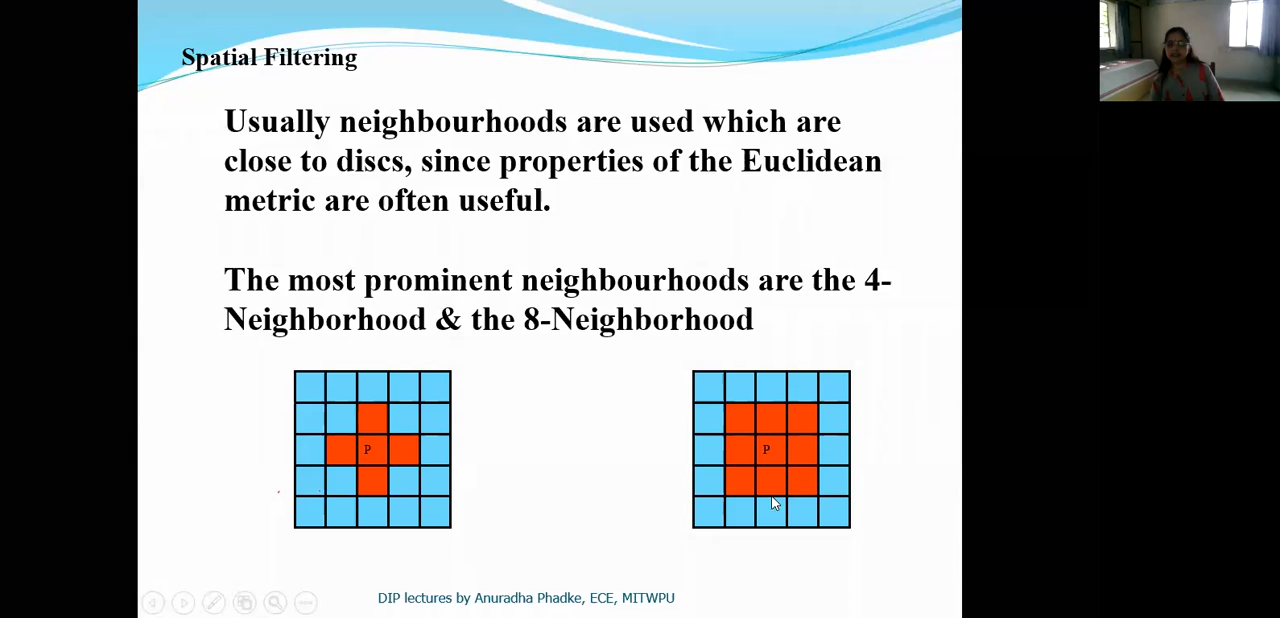 Spatial Filtering
Usually neighbourhoods are used which are
close to discs, since properties of the Euclidean
metric are often useful.
The most prominent neighbourhoods are the 4-
Neighborhood & the 8-Neighborhood
P
P
DIP lectures by Anuradha Phadke, ECE, MITWPU